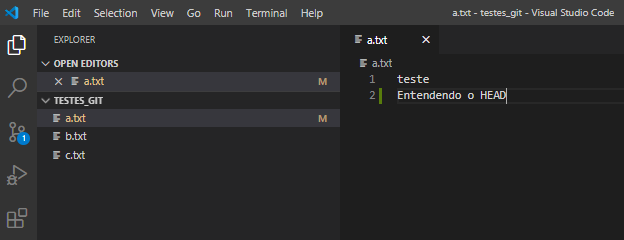 File Edit Selection View Go Run Terminal Help a.txt - testes_git - Visual Studio Code
EXPLORER
OPEN EDITORS
a.txt M
TESTES_GIT
a.txt M
b.txt
c.txt
1
a.txt
a.txt
1 teste
2 Entendendo o HEAD